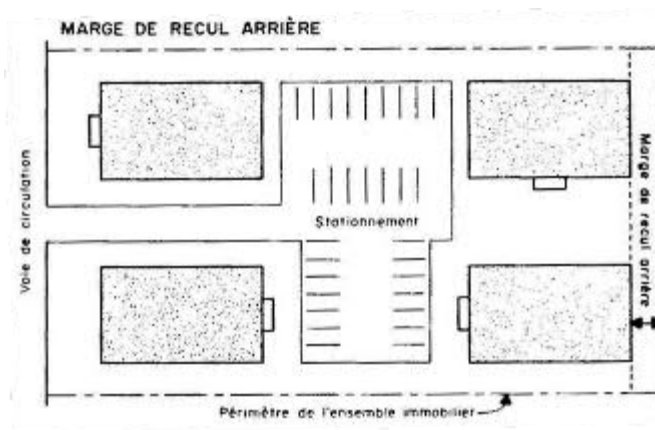 MARGE DE RECUL ARRIÈRE
Voie de circulation
Stationnement
Marge de recul arrière
Périmètre de l'ensemble immobilier